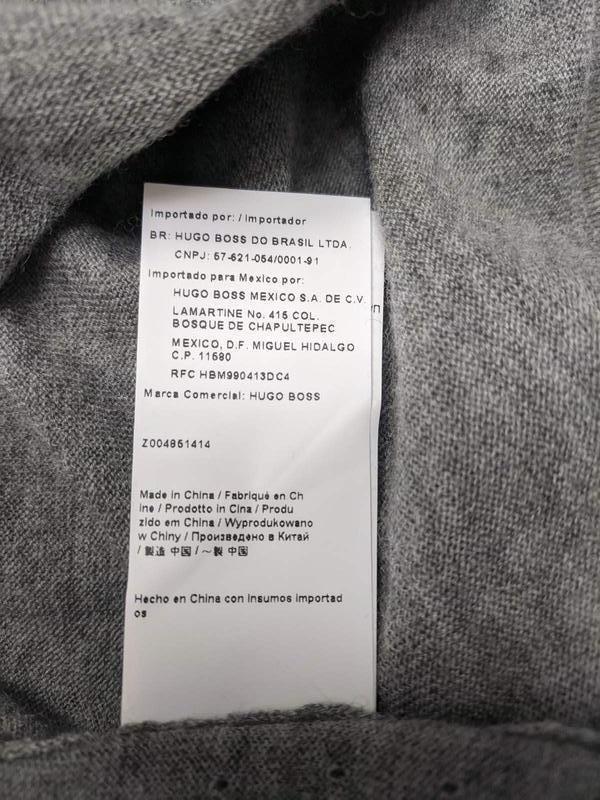 Importado por: / Importador
BR: HUGO BOSS DO BRASIL LTDA.
CNPJ: 57-621-054/0001-91
Importado para Mexico por:
HUGO BOSS MEXICO S.A. DE C.V.
LAMARTINE No. 415 COL.
BOSQUE DE CHAPULTEPEC
MEXICO, D.F. MIGUEL HIDALGO
C.P. 11580
RFC HBM990413DC4
Marca Comercial: HUGO BOSS
Z004851414
Made in China / Fabriqué en Ch
ine / Prodotto in Cina / Produ
zido em China / Wyprodukowano
w Chiny / Произведено в Китай
/ 製造 中国 / ～製 中国
Hecho en China con insumos importad
os